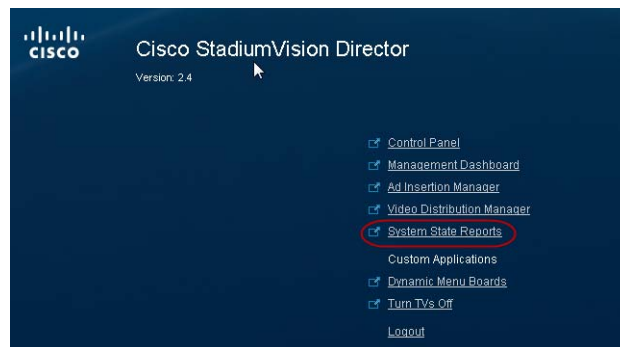 CISCO
Cisco StadiumVision Director
Version: 2.4
Control Panel
Management Dashboard
Ad Insertion Manager
Video Distribution Manager
System State Reports
Custom Applications
Dynamic Menu Boards
Turn TVs Off
Logout